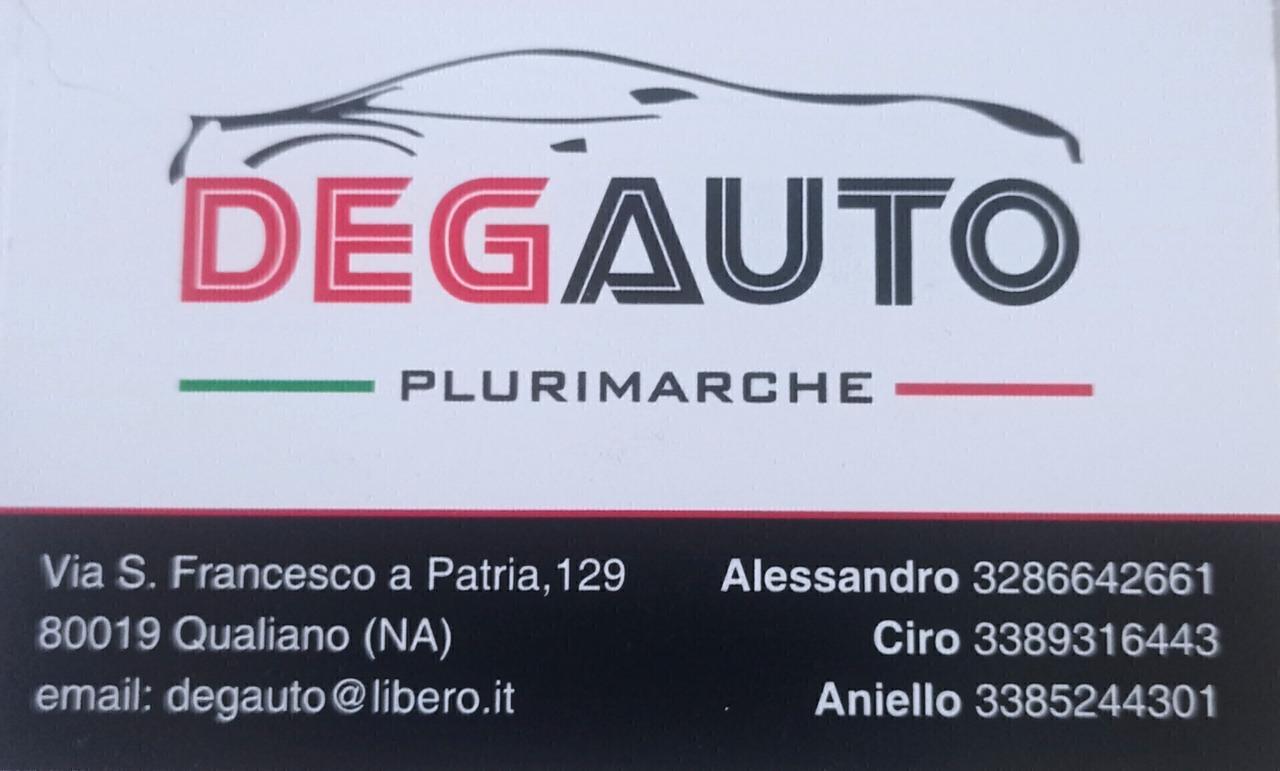 DEGAUTO
PLURIMARCHE
Via S. Francesco a Patria,129
80019 Qualiano (NA)
email: degauto@libero.it
Alessandro 3286642661
Ciro 3389316443
Aniello 3385244301